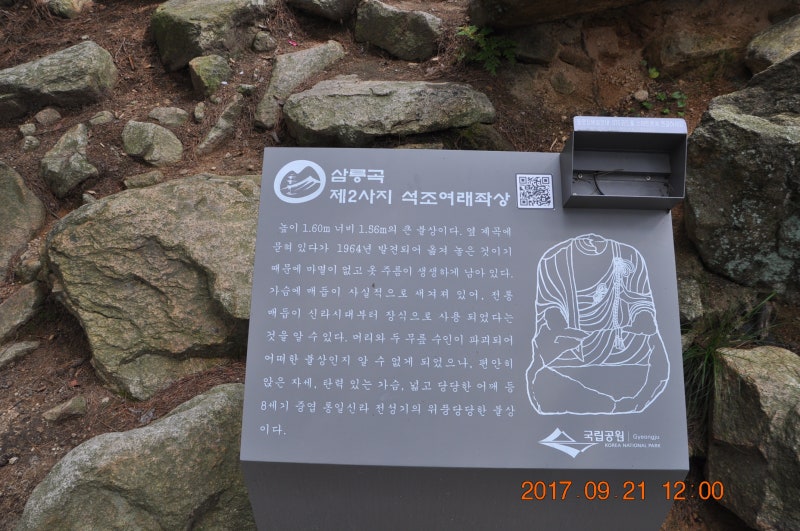 삼릉곡
제2사지 석조여래좌상
높이 1.60m 너비 1.56m의 큰 불상이다. 옆 계곡에
묻혀 있다가 1964년 발견되어 옮겨 놓은 것이기
때문에 마멸이 없고 옷 주름이 생생하게 남아 있다.
가슴에 매듭이 사실적으로 새겨져 있어, 전통
매듭이 신라시대부터 장식으로 사용 되었다는
것을 알 수 있다. 머리와 두 무릎 수인이 파괴되어
어떠한 불상인지 알 수 없게 되었으나, 편안히
앉은 자세, 탄력 있는 가슴, 넓고 당당한 어깨 등
8세기 중엽 통일신라 전성기의 위풍당당한 불상
이다.
국립공원 Gyeongju
KOREA NATIONAL PARK
2017.09.21 12:00